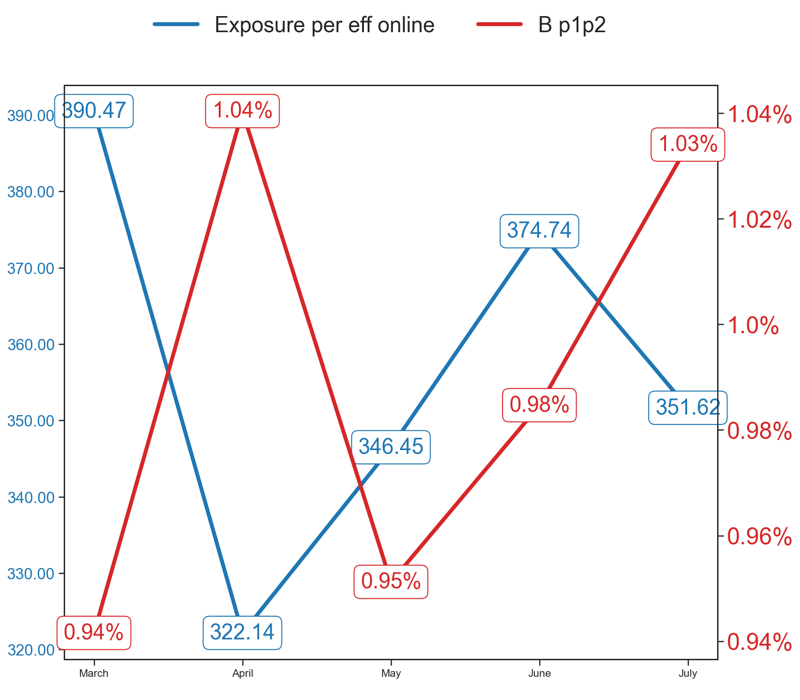 Exposure per eff online B p1p2
390.00 390.47 1.04% 1.04%
1.03%
380.00
374.74 1.02%
370.00
360.00 1.0%
350.00 0.98% 351.62
346.45 0.98%
340.00
0.96%
330.00 0.95%
320.00 0.94% 322.14 0.94%
March April May June July